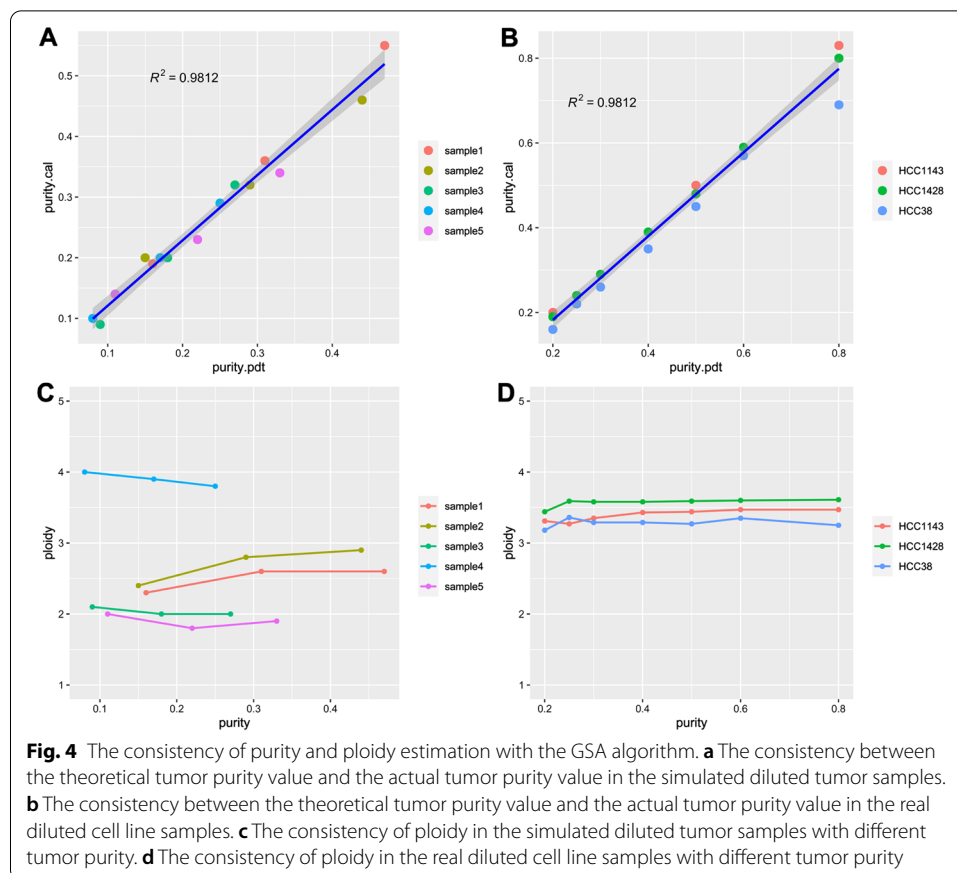 A
R² = 0.9812
0.5
0.4
0.3
0.2
0.1
purity.cal
0.1
0.2
0.3
0.4
purity.pdt
sample1
sample2
sample3
sample4
sample5
B
R² = 0.9812
0.8
0.6
0.4
0.2
purity.cal
0.2
0.4
0.6
0.8
purity.pdt
HCC1143
HCC1428
HCC38
C
5
4
3
2
1
ploidy
0.1
0.2
0.3
0.4
purity
sample1
sample2
sample3
sample4
sample5
D
5
4
3
2
1
ploidy
0.2
0.4
0.6
0.8
purity
HCC1143
HCC1428
HCC38
Fig. 4 The consistency of purity and ploidy estimation with the GSA algorithm. a The consistency between
the theoretical tumor purity value and the actual tumor purity value in the simulated diluted tumor samples.
b The consistency between the theoretical tumor purity value and the actual tumor purity value in the real
diluted cell line samples. c The consistency of ploidy in the simulated diluted tumor samples with different
tumor purity. d The consistency of ploidy in the real diluted cell line samples with different tumor purity